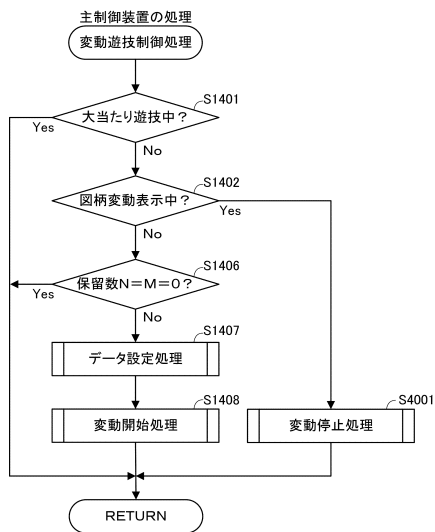 主制御装置の処理
変動遊技制御処理
S1401
大当たり遊技中？
Yes
No
S1402
図柄変動表示中？
Yes
No
S1406
保留数N＝M＝0？
Yes
No
S1407
データ設定処理
S1408
変動開始処理
S4001
変動停止処理
RETURN